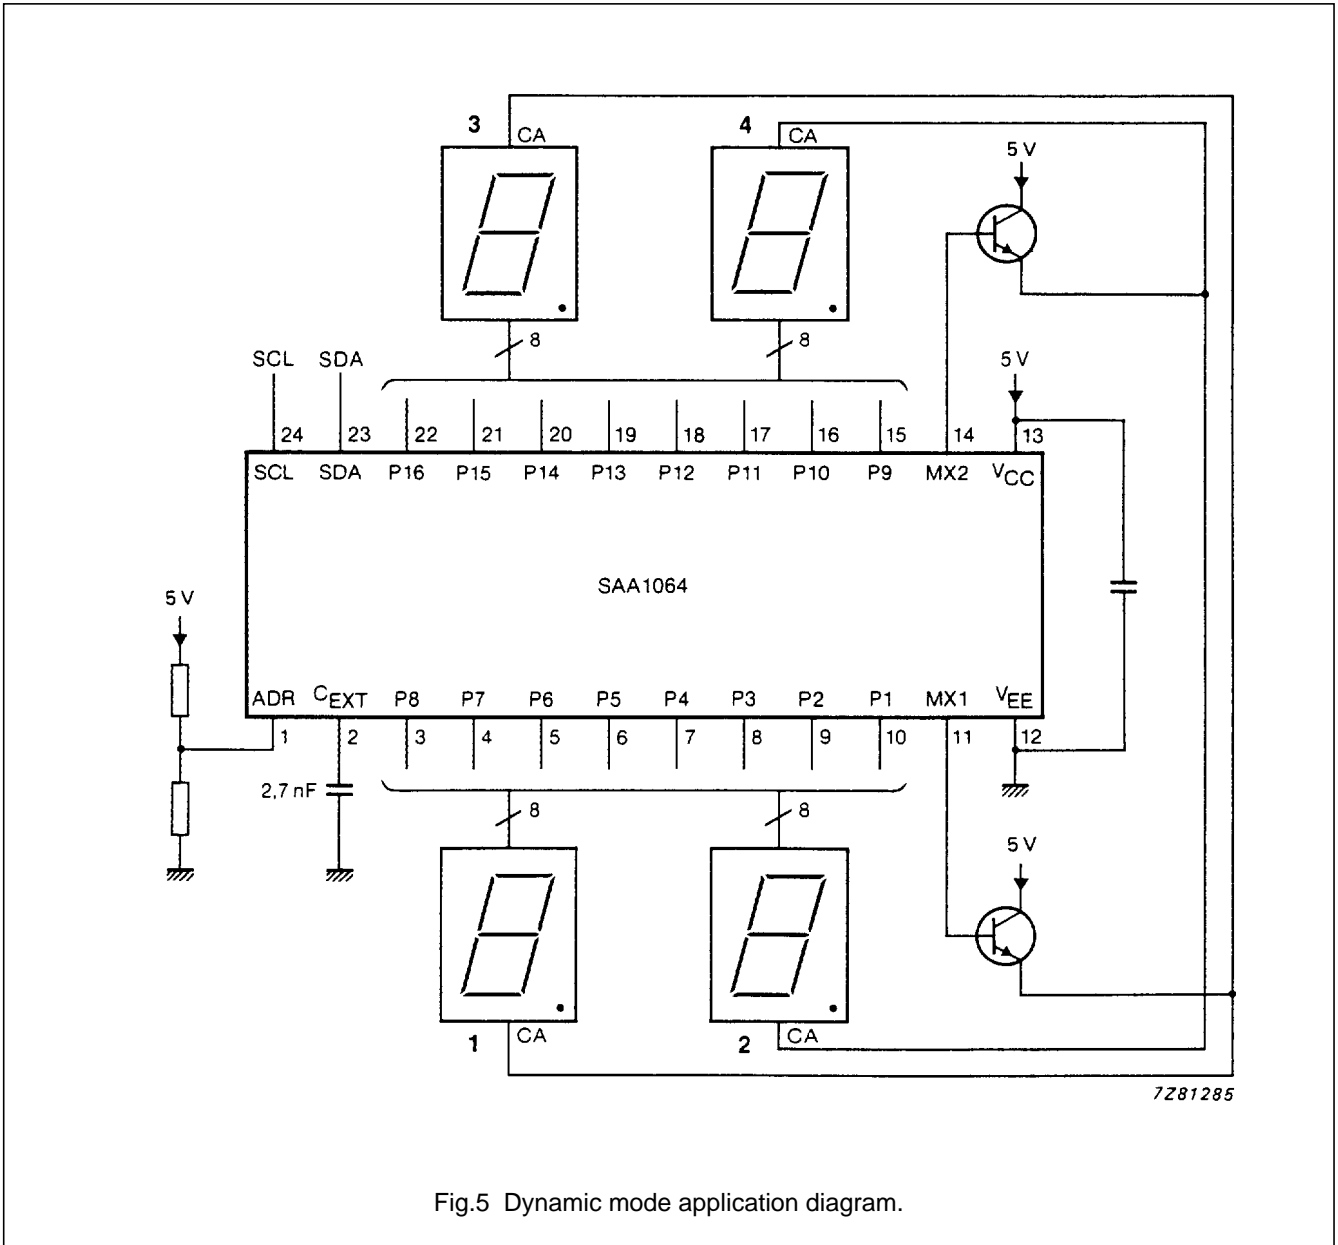 3 CA 4 CA
5 V
8 8
SCL SDA
5 V
24 23 22 21 20 19 18 17 16 15 14 13
SCL SDA P16 P15 P14 P13 P12 P11 P10 P9 MX2 VCC
SAA1064
5 V
ADR CEXT P8 P7 P6 P5 P4 P3 P2 P1 MX1 VEE
1 2 3 4 5 6 7 8 9 10 11 12
2,7 nF
8 8
5 V
1 CA 2 CA
7Z81285
Fig.5 Dynamic mode application diagram.